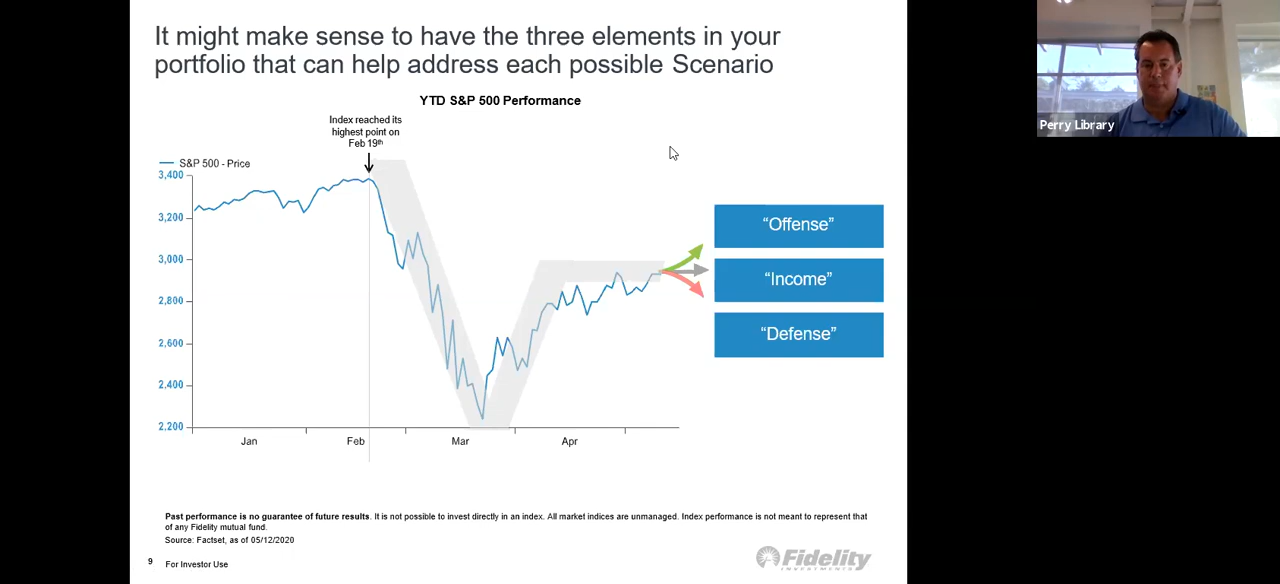 It might make sense to have the three elements in your
portfolio that can help address each possible Scenario
YTD S&P 500 Performance
Index reached its
highest point on
Feb 19th
S&P 500 - Price
3,400
3,200
3,000
2,800
2,600
2,400
2,200
Jan
Feb
Mar
Apr
“Offense”
“Income”
“Defense”
Past performance is no guarantee of future results. It is not possible to invest directly in an index. All market indices are unmanaged. Index performance is not meant to represent that
of any Fidelity mutual fund.
Source: Factset, as of 05/12/2020
9
For Investor Use
Fidelity
INVESTMENTS
Perry Library